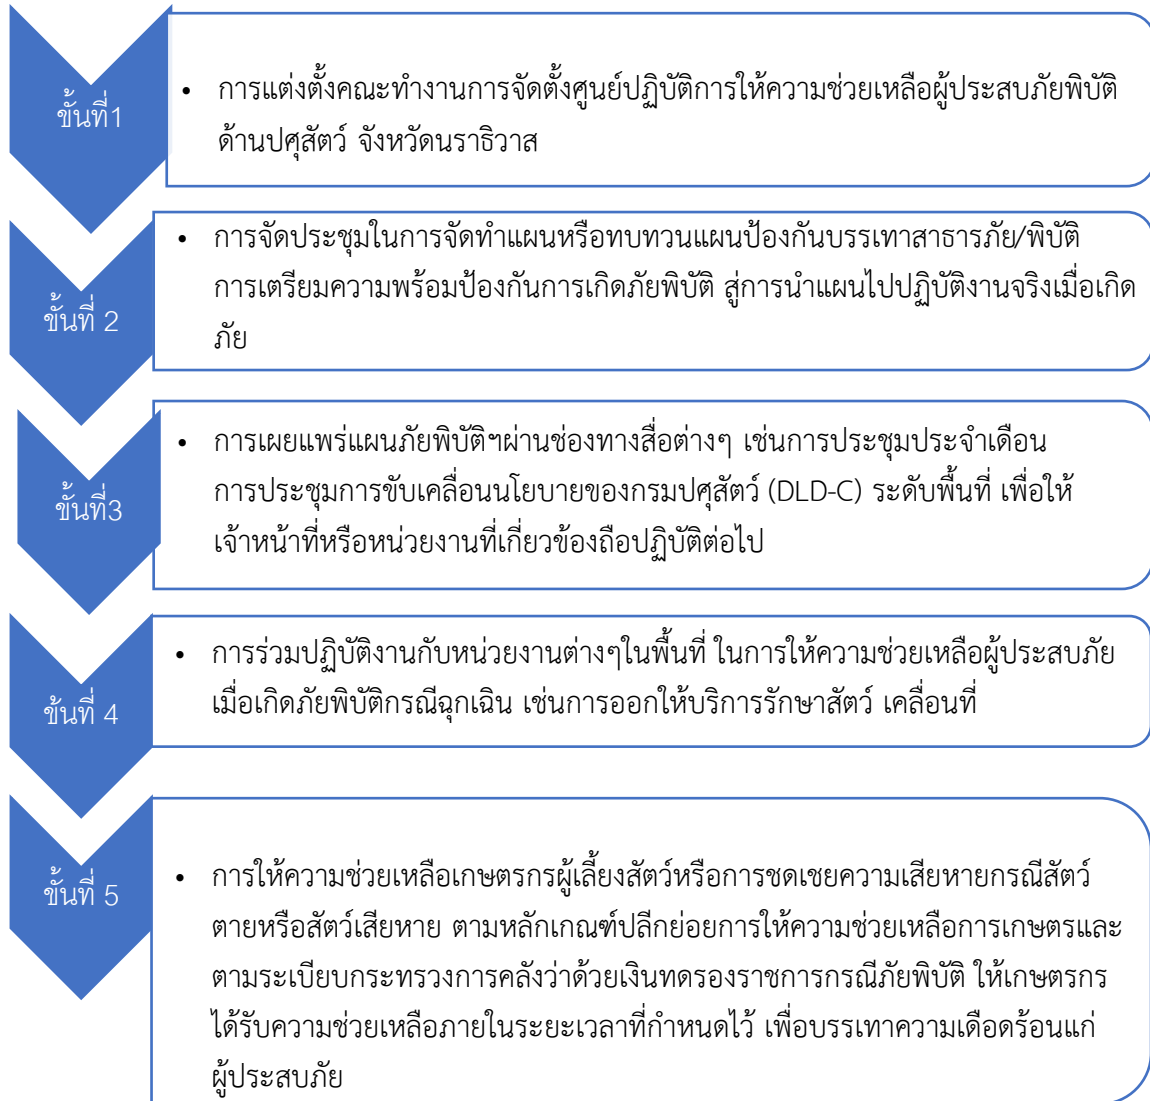 ขั้นที่1
• การแต่งตั้งคณะทำงานการจัดตั้งศูนย์ปฏิบัติการให้ความช่วยเหลือผู้ประสบภัยพิบัติ
ด้านปศุสัตว์ จังหวัดนราธิวาส
ขั้นที่ 2
• การจัดประชุมในการจัดทำแผนหรือทบทวนแผนป้องกันบรรเทาสาธารภัย/พิบัติ
การเตรียมความพร้อมป้องกันการเกิดภัยพิบัติ สู่การนำแผนไปปฏิบัติงานจริงเมื่อเกิด
ภัย
ขั้นที่3
• การเผยแพร่แผนภัยพิบัติฯผ่านช่องทางสื่อต่างๆ เช่นการประชุมประจำเดือน
การประชุมการขับเคลื่อนนโยบายของกรมปศุสัตว์ (DLD-C) ระดับพื้นที่ เพื่อให้
เจ้าหน้าที่หรือหน่วยงานที่เกี่ยวข้องถือปฏิบัติต่อไป
ข้นที่ 4
• การร่วมปฏิบัติงานกับหน่วยงานต่างๆในพื้นที่ ในการให้ความช่วยเหลือผู้ประสบภัย
เมื่อเกิดภัยพิบัติกรณีฉุกเฉิน เช่นการออกให้บริการรักษาสัตว์ เคลื่อนที่
ขั้นที่ 5
• การให้ความช่วยเหลือเกษตรกรผู้เลี้ยงสัตว์หรือการชดเชยความเสียหายกรณีสัตว์
ตายหรือสัตว์เสียหาย ตามหลักเกณฑ์ปลีกย่อยการให้ความช่วยเหลือการเกษตรและ
ตามระเบียบกระทรวงการคลังว่าด้วยเงินทดรองราชการกรณีภัยพิบัติ ให้เกษตรกร
ได้รับความช่วยเหลือภายในระยะเวลาที่กำหนดไว้ เพื่อบรรเทาความเดือดร้อนแก่
ผู้ประสบภัย